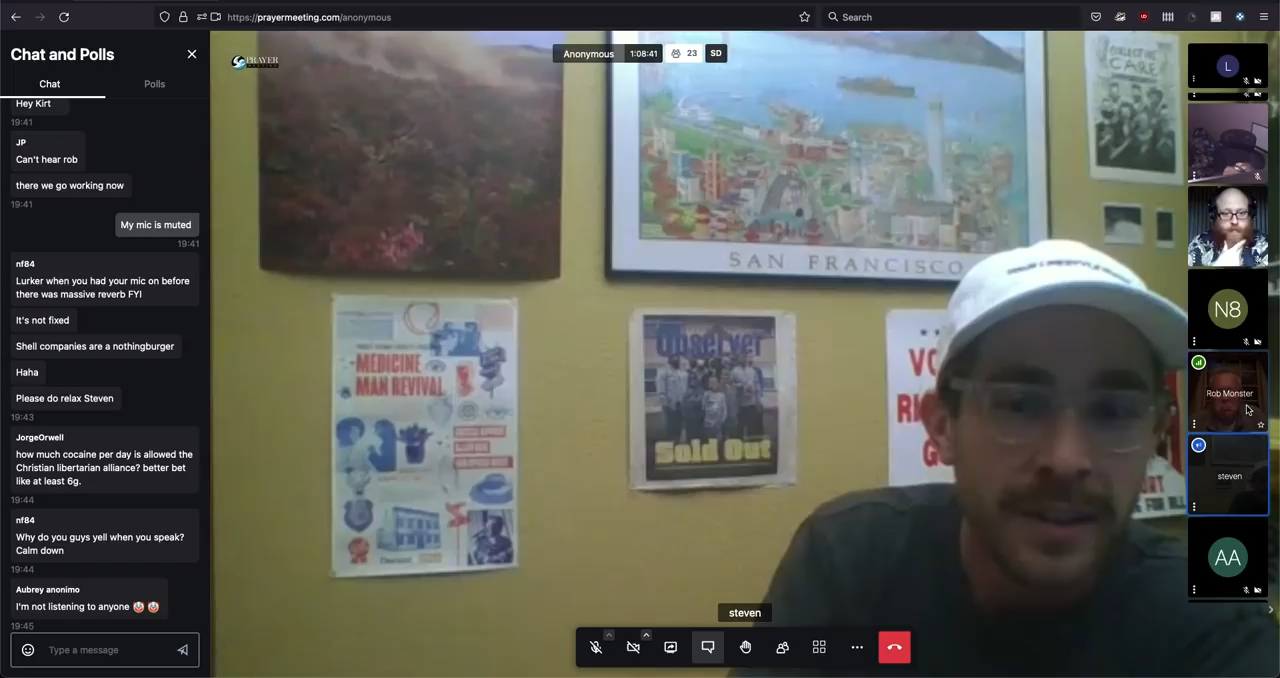 https://prayermeeting.com/anonymous
Search
Chat and Polls
Chat
Polls
Hey Kirt
19:41
JP
Can't hear rob
there we go working now
19:41
My mic is muted
19:41
nf84
Lurker when you had your mic on before
there was massive reverb FYI
It's not fixed
Shell companies are a nothingburger
Haha
Please do relax Steven
19:43
JorgeOrwell
how much cocaine per day is allowed the
Christian libertarian alliance? better bet
like at least 6g.
19:44
nf84
Why do you guys yell when you speak?
Calm down
19:44
Aubrey anonimo
I'm not listening to anyone 🤡 🤡
19:45
Type a message
PRAYER
Anonymous 1:08:41 23 SD
COLLECT THE
CARE
SAN FRANCISCO
MEDICINE
MAN REVIVAL
Observer
Sold Out
steven
L
N8
Rob Monster
steven
AA